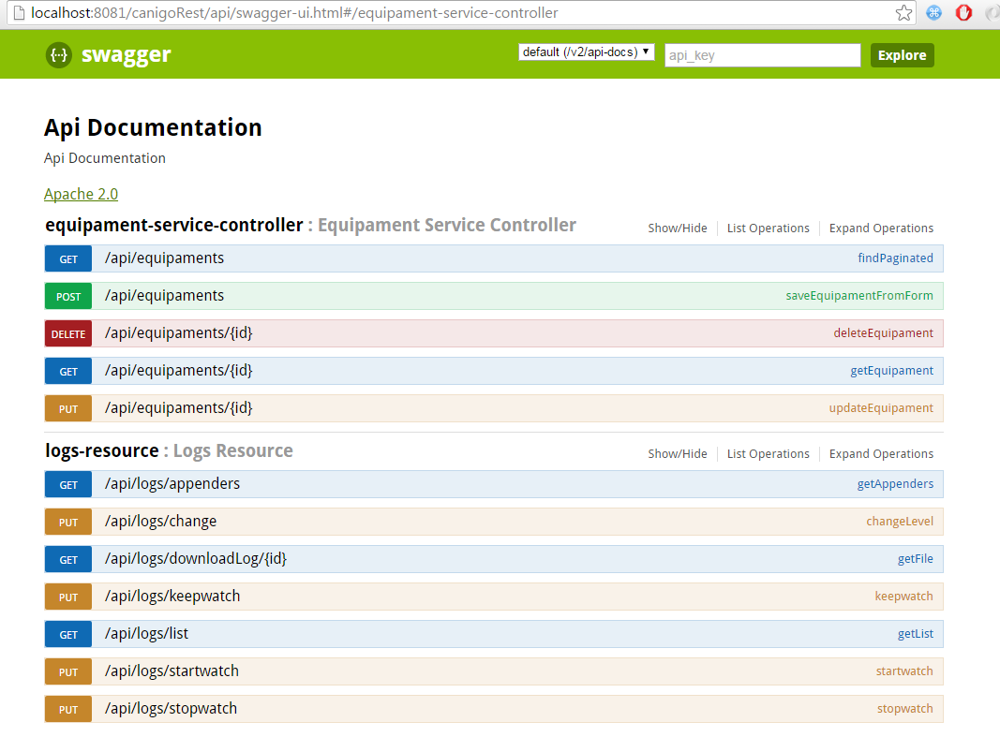 localhost:8081/canigoRest/api/swagger-ui.html#/equipament-service-controller
{···} swagger default (/v2/api-docs) ▼ api_key Explore
Api Documentation
Api Documentation
Apache 2.0
equipament-service-controller : Equipament Service Controller Show/Hide List Operations Expand Operations
GET /api/equipaments findPaginated
POST /api/equipaments saveEquipamentFromForm
DELETE /api/equipaments/{id} deleteEquipament
GET /api/equipaments/{id} getEquipament
PUT /api/equipaments/{id} updateEquipament
logs-resource : Logs Resource Show/Hide List Operations Expand Operations
GET /api/logs/appenders getAppenders
PUT /api/logs/change changeLevel
GET /api/logs/downloadLog/{id} getFile
PUT /api/logs/keepwatch keepwatch
GET /api/logs/list getList
PUT /api/logs/startwatch startwatch
PUT /api/logs/stopwatch stopwatch